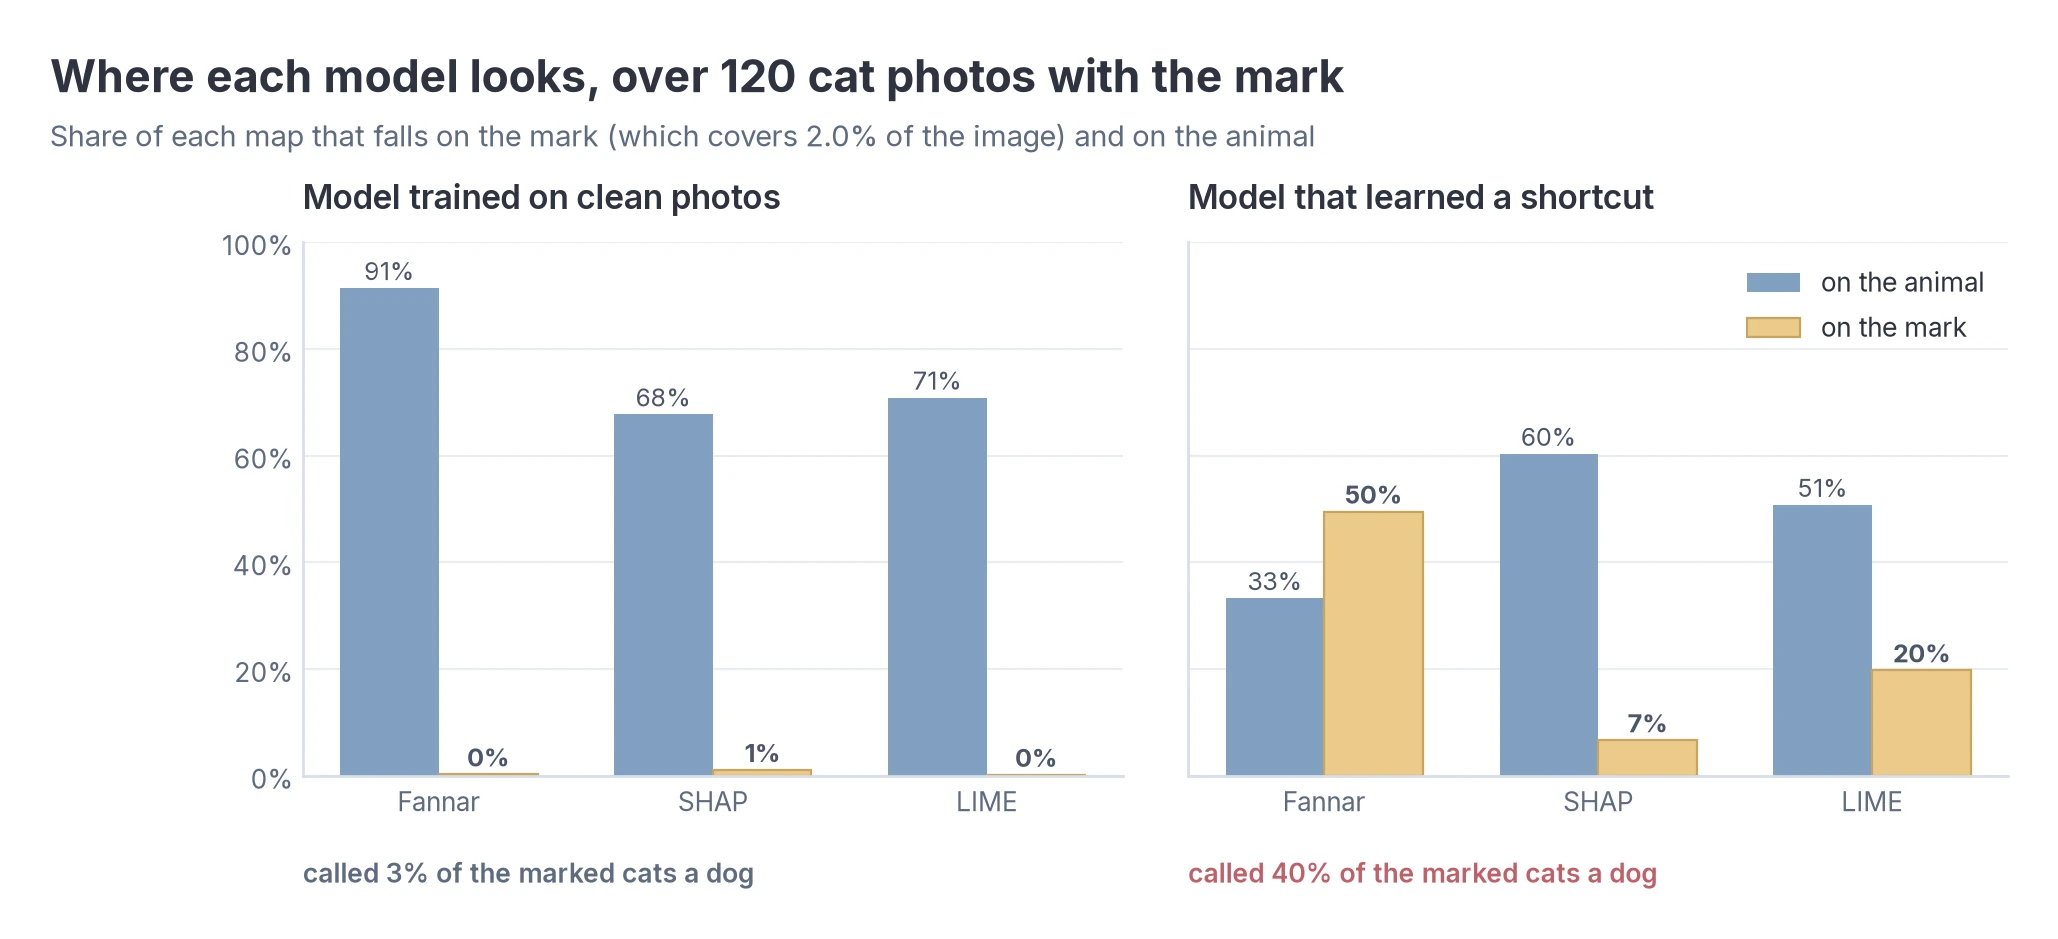 Where each model looks, over 120 cat photos with the mark
Share of each map that falls on the mark (which covers 2.0% of the image) and on the animal
Model trained on clean photos
100%
80%
60%
40%
20%
0%
91%
0%
68%
1%
71%
0%
Fannar
SHAP
LIME
called 3% of the marked cats a dog
Model that learned a shortcut
on the animal
on the mark
33%
50%
60%
7%
51%
20%
Fannar
SHAP
LIME
called 40% of the marked cats a dog